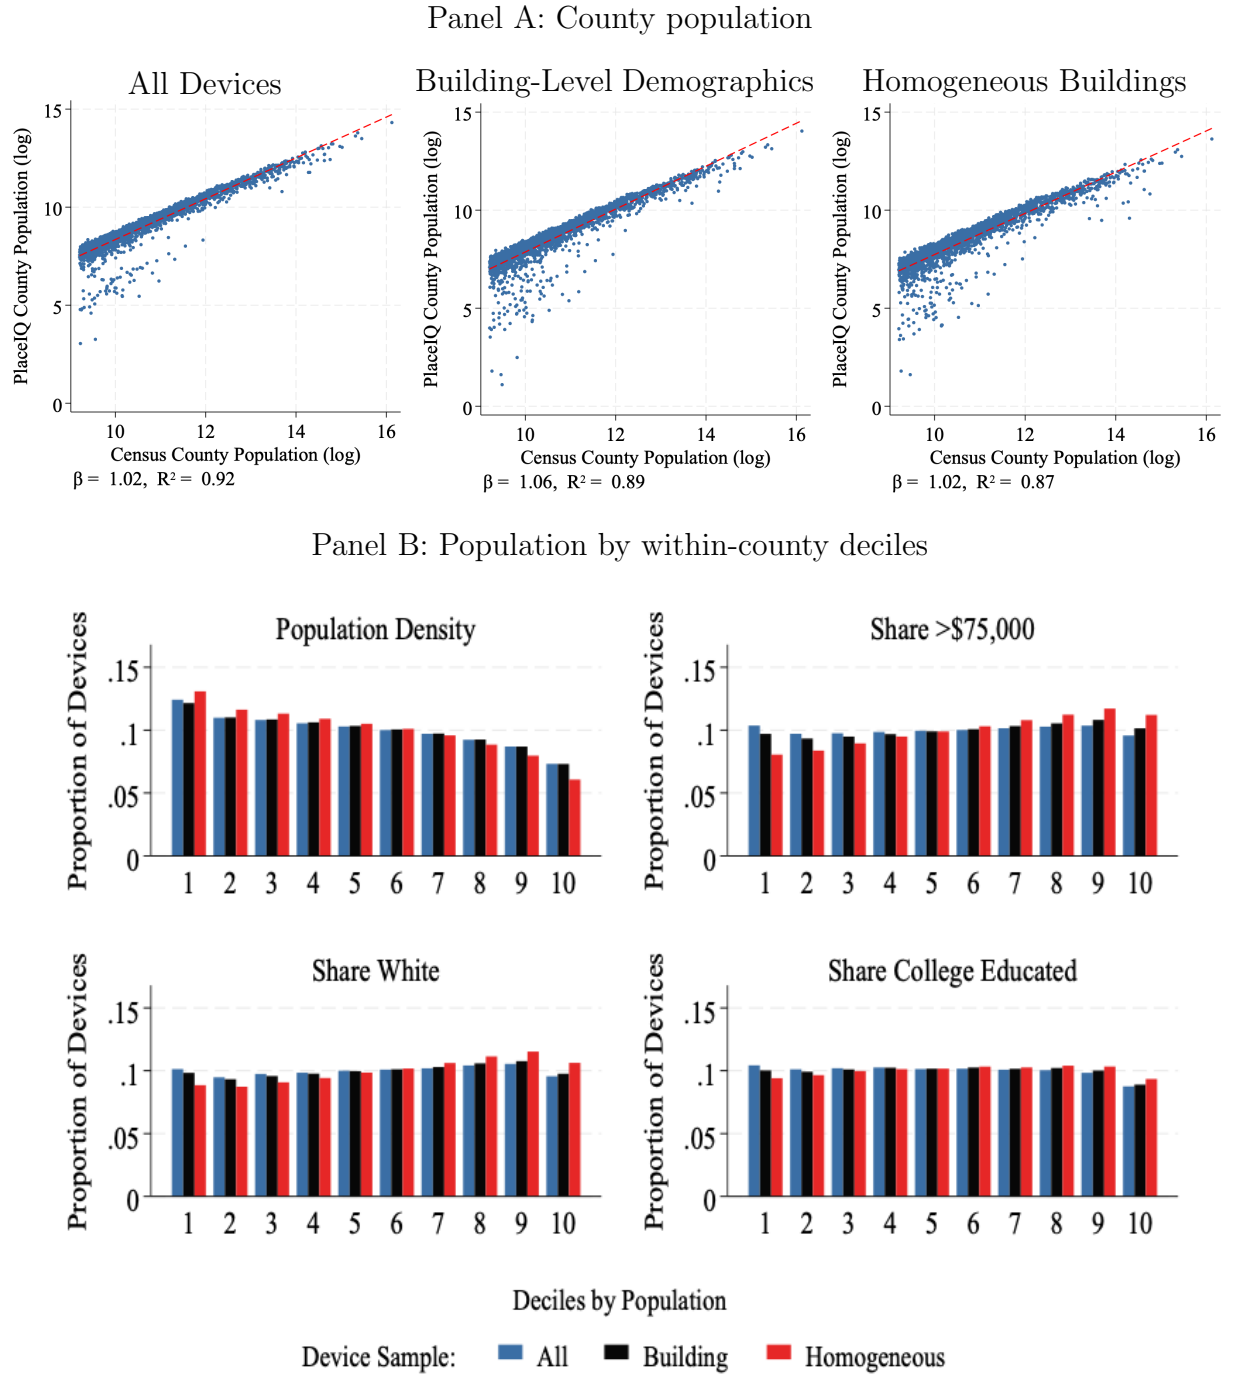 Panel A: County population
All Devices
Building-Level Demographics
Homogeneous Buildings
PlaceIQ County Population (log)
15
10
5
0
10 12 14 16
Census County Population (log)
β = 1.02, R² = 0.92
PlaceIQ County Population (log)
15
10
5
0
10 12 14 16
Census County Population (log)
β = 1.06, R² = 0.89
PlaceIQ County Population (log)
15
10
5
0
10 12 14 16
Census County Population (log)
β = 1.02, R² = 0.87
Panel B: Population by within-county deciles
Population Density
Proportion of Devices
.15
.1
.05
0
1 2 3 4 5 6 7 8 9 10
Share >$75,000
Proportion of Devices
.15
.1
.05
0
1 2 3 4 5 6 7 8 9 10
Share White
Proportion of Devices
.15
.1
.05
0
1 2 3 4 5 6 7 8 9 10
Share College Educated
Proportion of Devices
.15
.1
.05
0
1 2 3 4 5 6 7 8 9 10
Deciles by Population
Device Sample: All Building Homogeneous